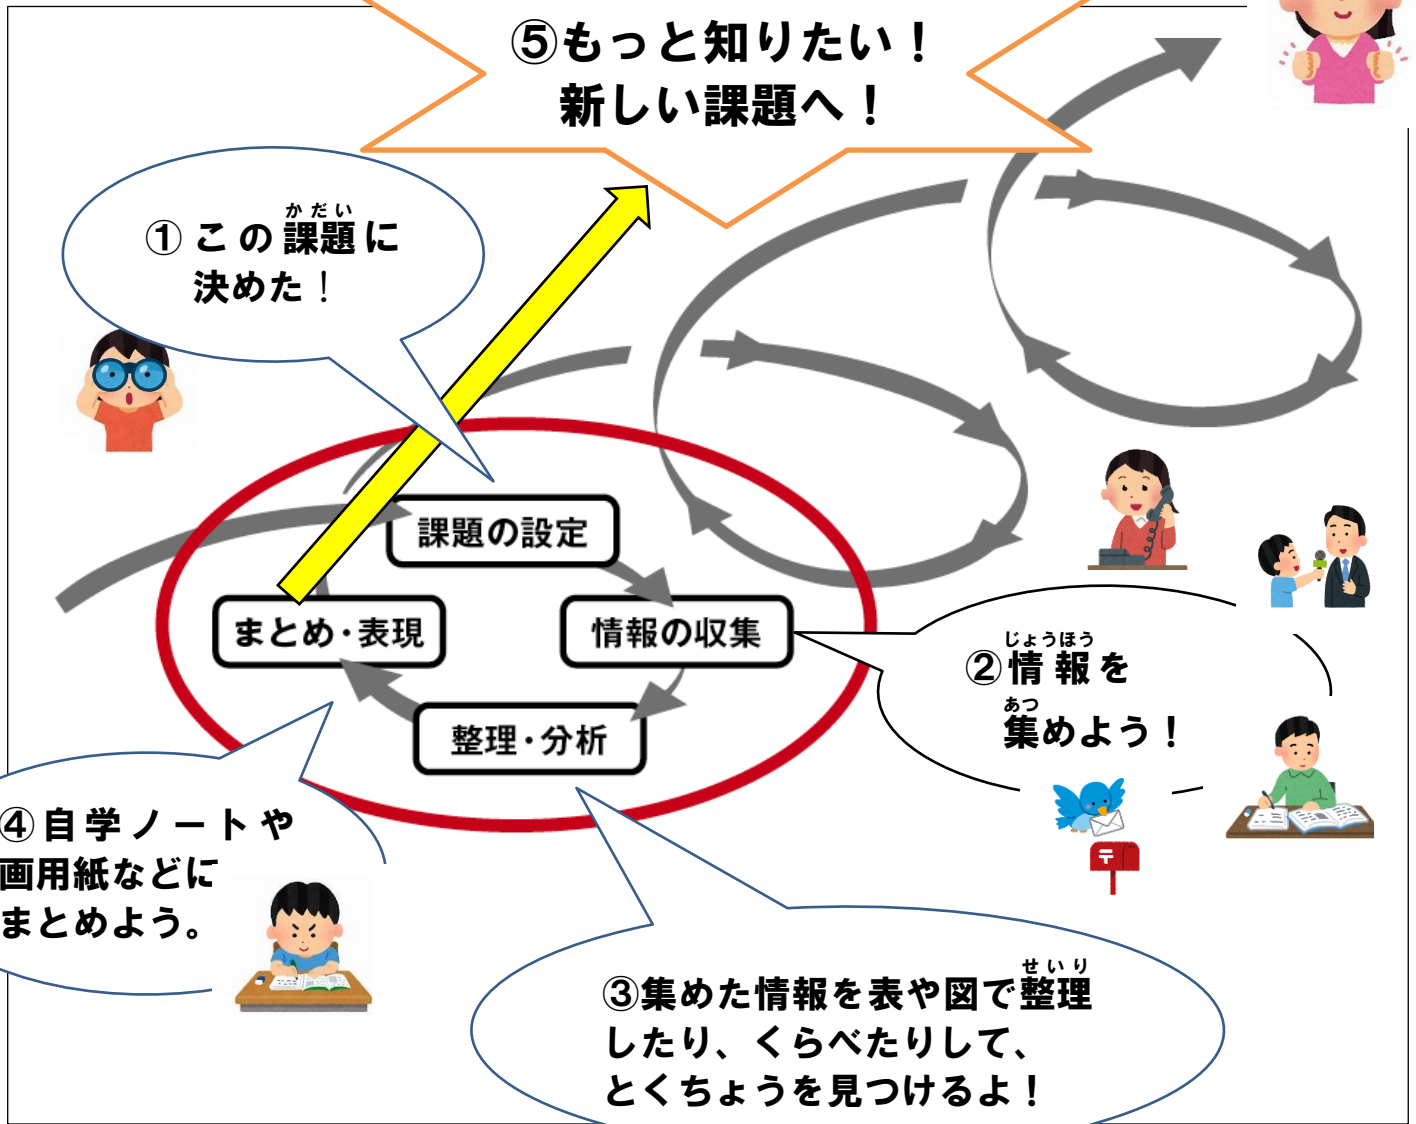 ⑤もっと知りたい！
新しい課題へ！
かだい
①この課題に
決めた！
課題の設定
まとめ・表現
情報の収集
整理・分析
じょうほう
②情報を
あつ
集めよう！
④自学ノートや
画用紙などに
まとめよう。
せいり
③集めた情報を表や図で整理
したり、くらべたりして、
とくちょうを見つけるよ！
〒